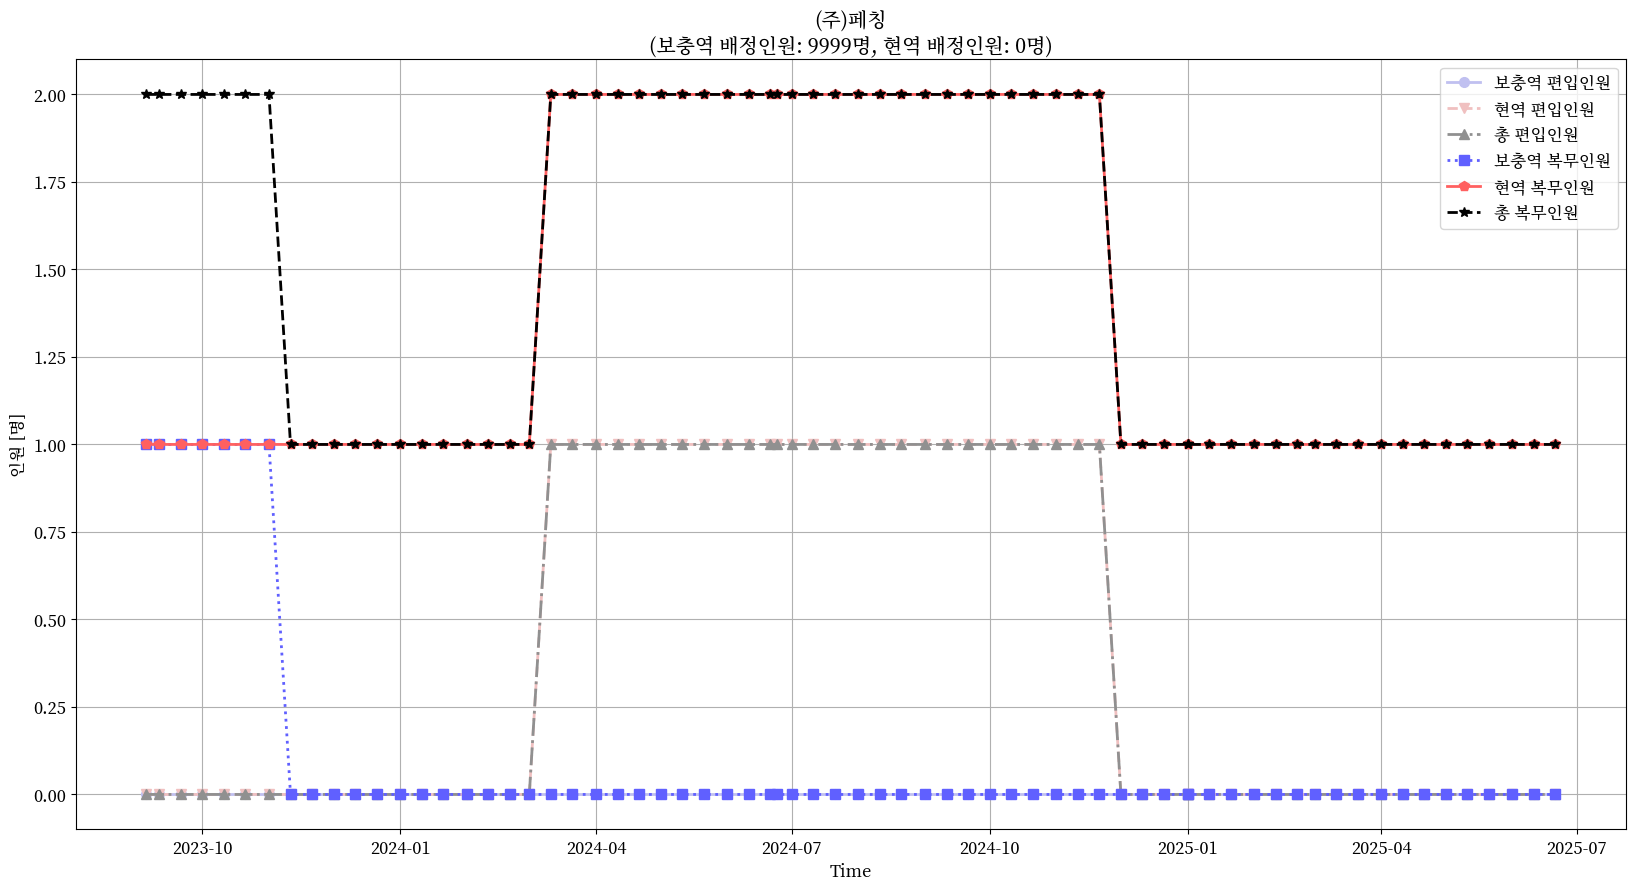 (주)페칭
(보충역 배정인원: 9999명, 현역 배정인원: 0명)
보충역 편입인원
현역 편입인원
총 편입인원
보충역 복무인원
현역 복무인원
총 복무인원
인원 [명]
2.00
1.75
1.50
1.25
1.00
0.75
0.50
0.25
0.00
2023-10
2024-01
2024-04
2024-07
2024-10
2025-01
2025-04
2025-07
Time